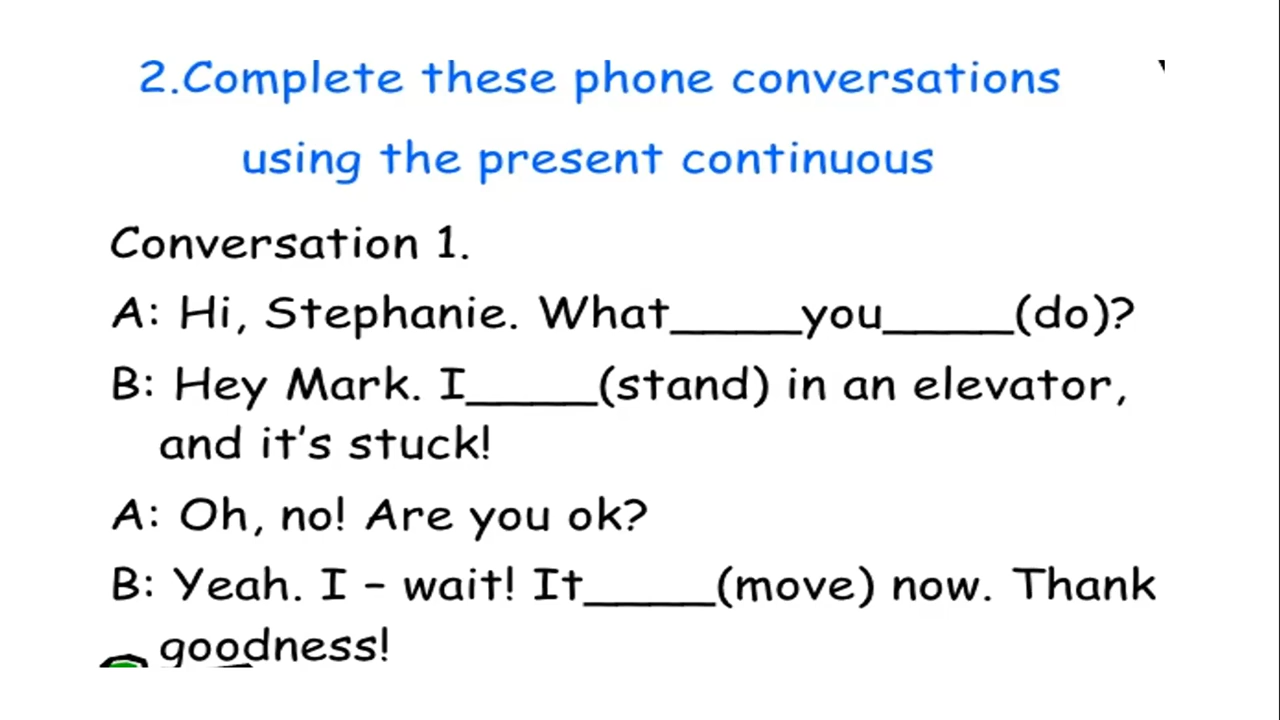 2.Complete these phone conversations
using the present continuous
Conversation 1.
A: Hi, Stephanie. What_____you_____(do)?
B: Hey Mark. I_____(stand) in an elevator,
and it's stuck!
A: Oh, no! Are you ok?
B: Yeah. I – wait! It_____(move) now. Thank
goodness!